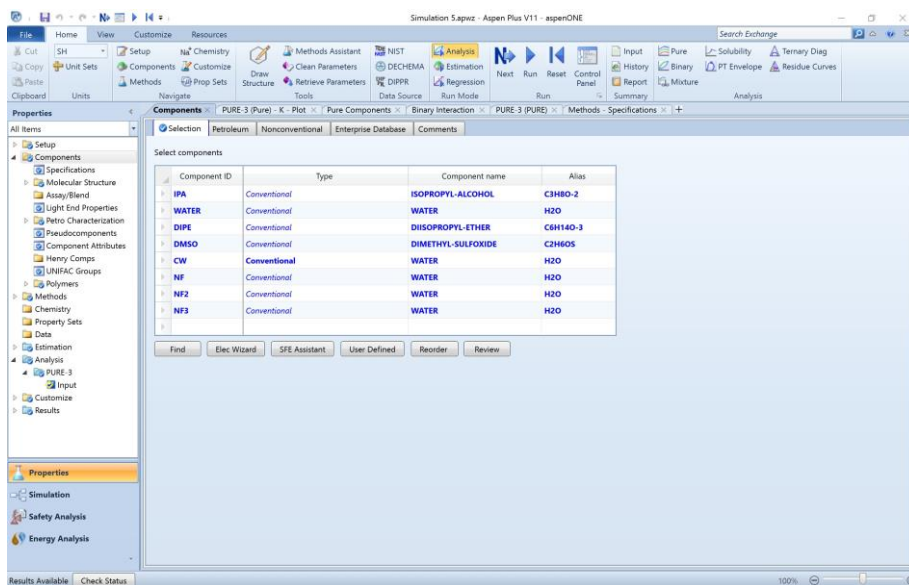 Simulation 5.apwz - Aspen Plus V11 - aspenONE
File Home View Customize Resources Search Exchange
Cut SH Setup Na+ Chemistry Methods Assistant NIST Analysis Input Pure Solubility Ternary Diag
Copy Unit Sets Components Customize Draw Structure Clean Parameters DECHEMA Estimation Next Run Reset Control Panel History Binary PT Envelope Residue Curves
Paste Methods Prop Sets Retrieve Parameters DIPPR Regression Report Mixture
Clipboard Units Navigate Tools Data Source Run Mode Run Summary Analysis
Properties
All Items
Setup
Components
Specifications
Molecular Structure
Assay/Blend
Light End Properties
Petro Characterization
Pseudocomponents
Component Attributes
Henry Comps
UNIFAC Groups
Polymers
Methods
Chemistry
Property Sets
Data
Estimation
Analysis
PURE-3
Input
Customize
Results
Properties
Simulation
Safety Analysis
Energy Analysis
Components PURE-3 (Pure) - K - Plot Pure Components Binary Interaction PURE-3 (PURE) Methods - Specifications +
Selection Petroleum Nonconventional Enterprise Database Comments
Select components
Component ID Type Component name Alias
IPA Conventional ISOPROPYL-ALCOHOL C3H8O-2
WATER Conventional WATER H2O
DIPE Conventional DIISOPROPYL-ETHER C6H14O-3
DMSO Conventional DIMETHYL-SULFOXIDE C2H6OS
CW Conventional WATER H2O
NF Conventional WATER H2O
NF2 Conventional WATER H2O
NF3 Conventional WATER H2O
Find Elec Wizard SFE Assistant User Defined Reorder Review
Results Available Check Status 100%